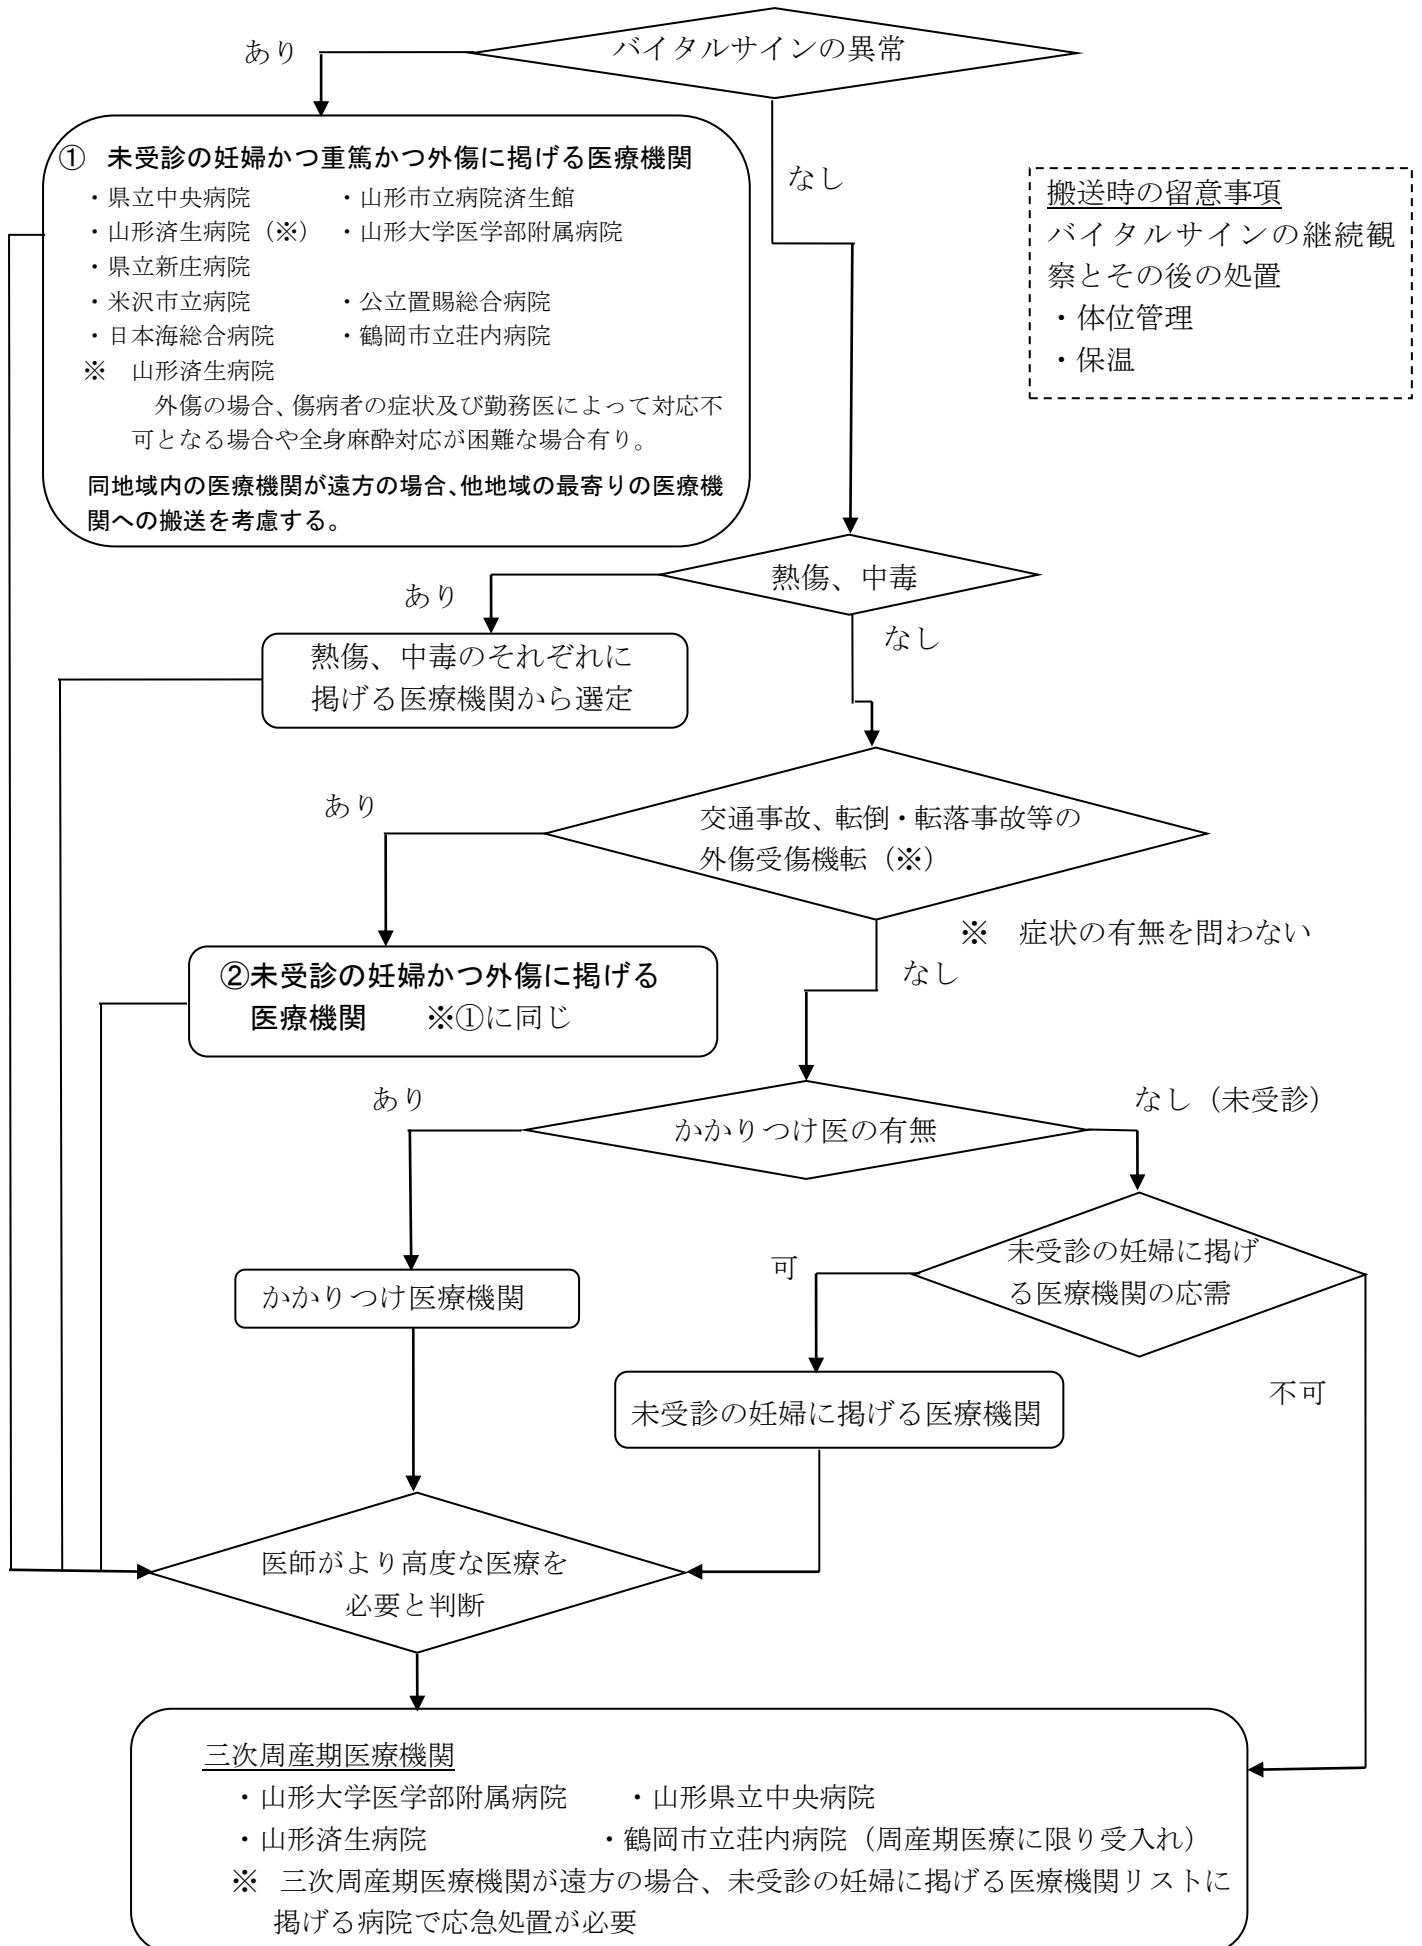 バイタルサインの異常
あり
なし
① 未受診の妊婦かつ重篤かつ外傷に掲げる医療機関
・県立中央病院 ・山形市立病院済生館
・山形済生病院（※） ・山形大学医学部附属病院
・県立新庄病院
・米沢市立病院 ・公立置賜総合病院
・日本海総合病院 ・鶴岡市立荘内病院
※ 山形済生病院
外傷の場合、傷病者の症状及び勤務医によって対応不
可となる場合や全身麻酔対応が困難な場合有り。
同地域内の医療機関が遠方の場合、他地域の最寄りの医療機
関への搬送を考慮する。
搬送時の留意事項
バイタルサインの継続観
察とその後の処置
・体位管理
・保温
熱傷、中毒
あり
なし
熱傷、中毒のそれぞれに
掲げる医療機関から選定
交通事故、転倒・転落事故等の
外傷受傷機転（※）
あり
※ 症状の有無を問わない
なし
②未受診の妊婦かつ外傷に掲げる
医療機関 ※①に同じ
かかりつけ医の有無
あり
なし（未受診）
かかりつけ医療機関
未受診の妊婦に掲げ
る医療機関の応需
可
不可
未受診の妊婦に掲げる医療機関
医師がより高度な医療を
必要と判断
三次周産期医療機関
・山形大学医学部附属病院 ・山形県立中央病院
・山形済生病院 ・鶴岡市立荘内病院（周産期医療に限り受入れ）
※ 三次周産期医療機関が遠方の場合、未受診の妊婦に掲げる医療機関リストに
掲げる病院で応急処置が必要